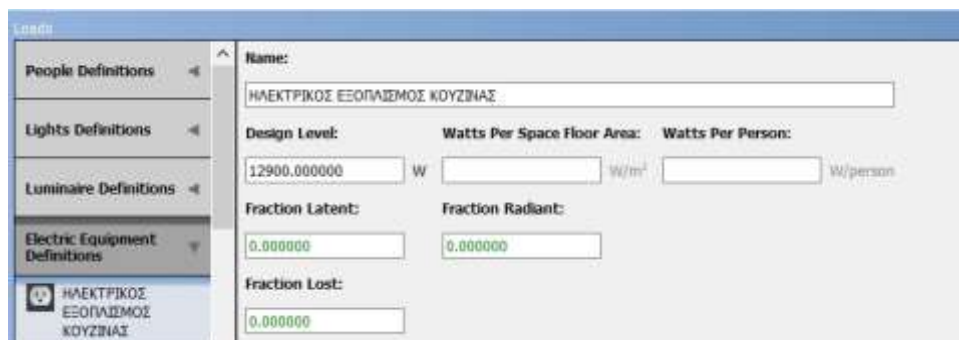 Loads
People Definitions
Lights Definitions
Luminaire Definitions
Electric Equipment
Definitions
ΗΛΕΚΤΡΙΚΟΣ
ΕΞΟΠΛΙΣΜΟΣ
ΚΟΥΖΙΝΑΣ
Name:
ΗΛΕΚΤΡΙΚΟΣ ΕΞΟΠΛΙΣΜΟΣ ΚΟΥΖΙΝΑΣ
Design Level: Watts Per Space Floor Area: Watts Per Person:
12900.000000 W W/m² W/person
Fraction Latent: Fraction Radiant:
0.000000 0.000000
Fraction Lost:
0.000000